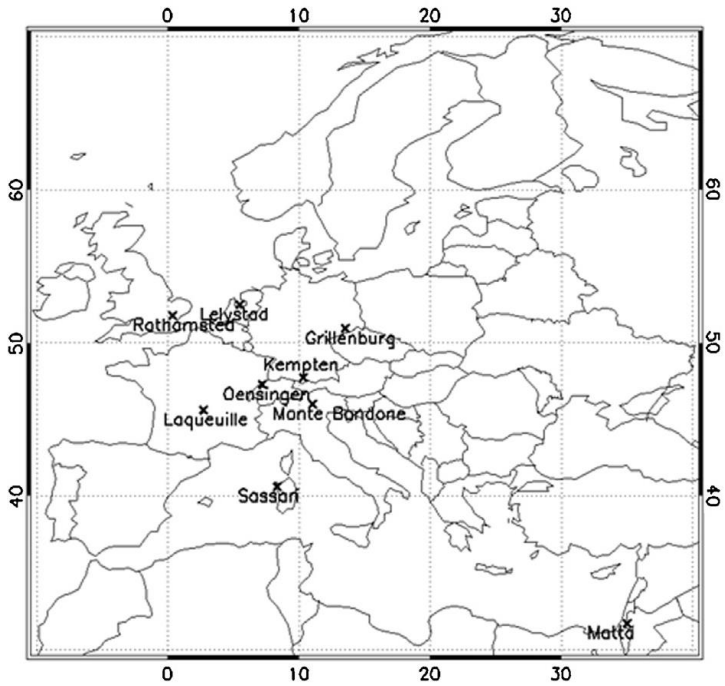 0 10 20 30
60 60
Lelystad
Rothamsted
Grillenburg
50 50
Kempten
Oensingen
Monte Bondone
Laqueuille
Sassari
40 40
Matta
0 10 20 30